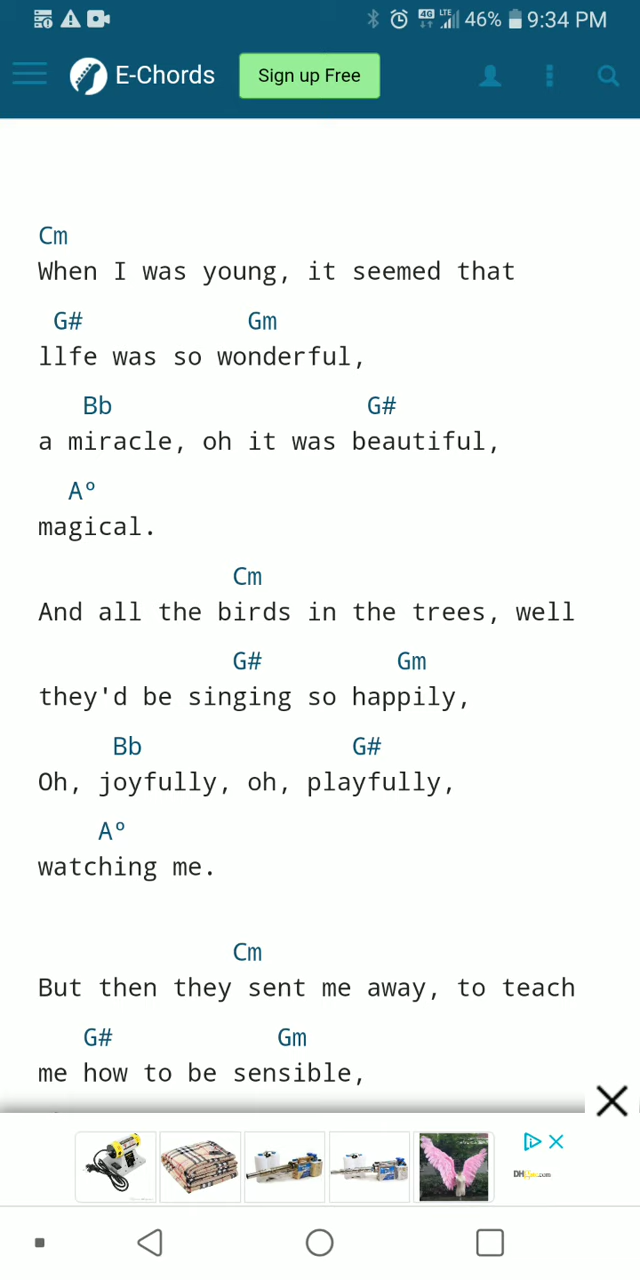 46% 9:34 PM
E-Chords Sign up Free
Cm
When I was young, it seemed that
G# Gm
llfe was so wonderful,
Bb G#
a miracle, oh it was beautiful,
Aº
magical.
Cm
And all the birds in the trees, well
G# Gm
they'd be singing so happily,
Bb G#
Oh, joyfully, oh, playfully,
Aº
watching me.
Cm
But then they sent me away, to teach
G# Gm
me how to be sensible,